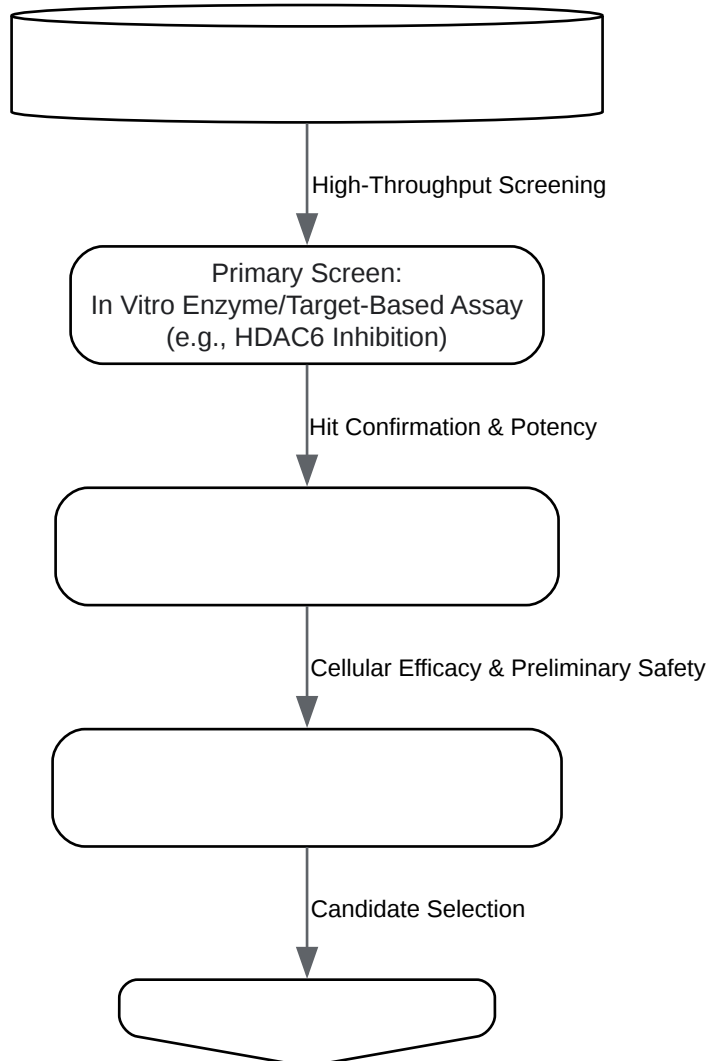 High-Throughput Screening
Primary Screen:
In Vitro Enzyme/Target-Based Assay
(e.g., HDAC6 Inhibition)
Hit Confirmation & Potency
Cellular Efficacy & Preliminary Safety
Candidate Selection